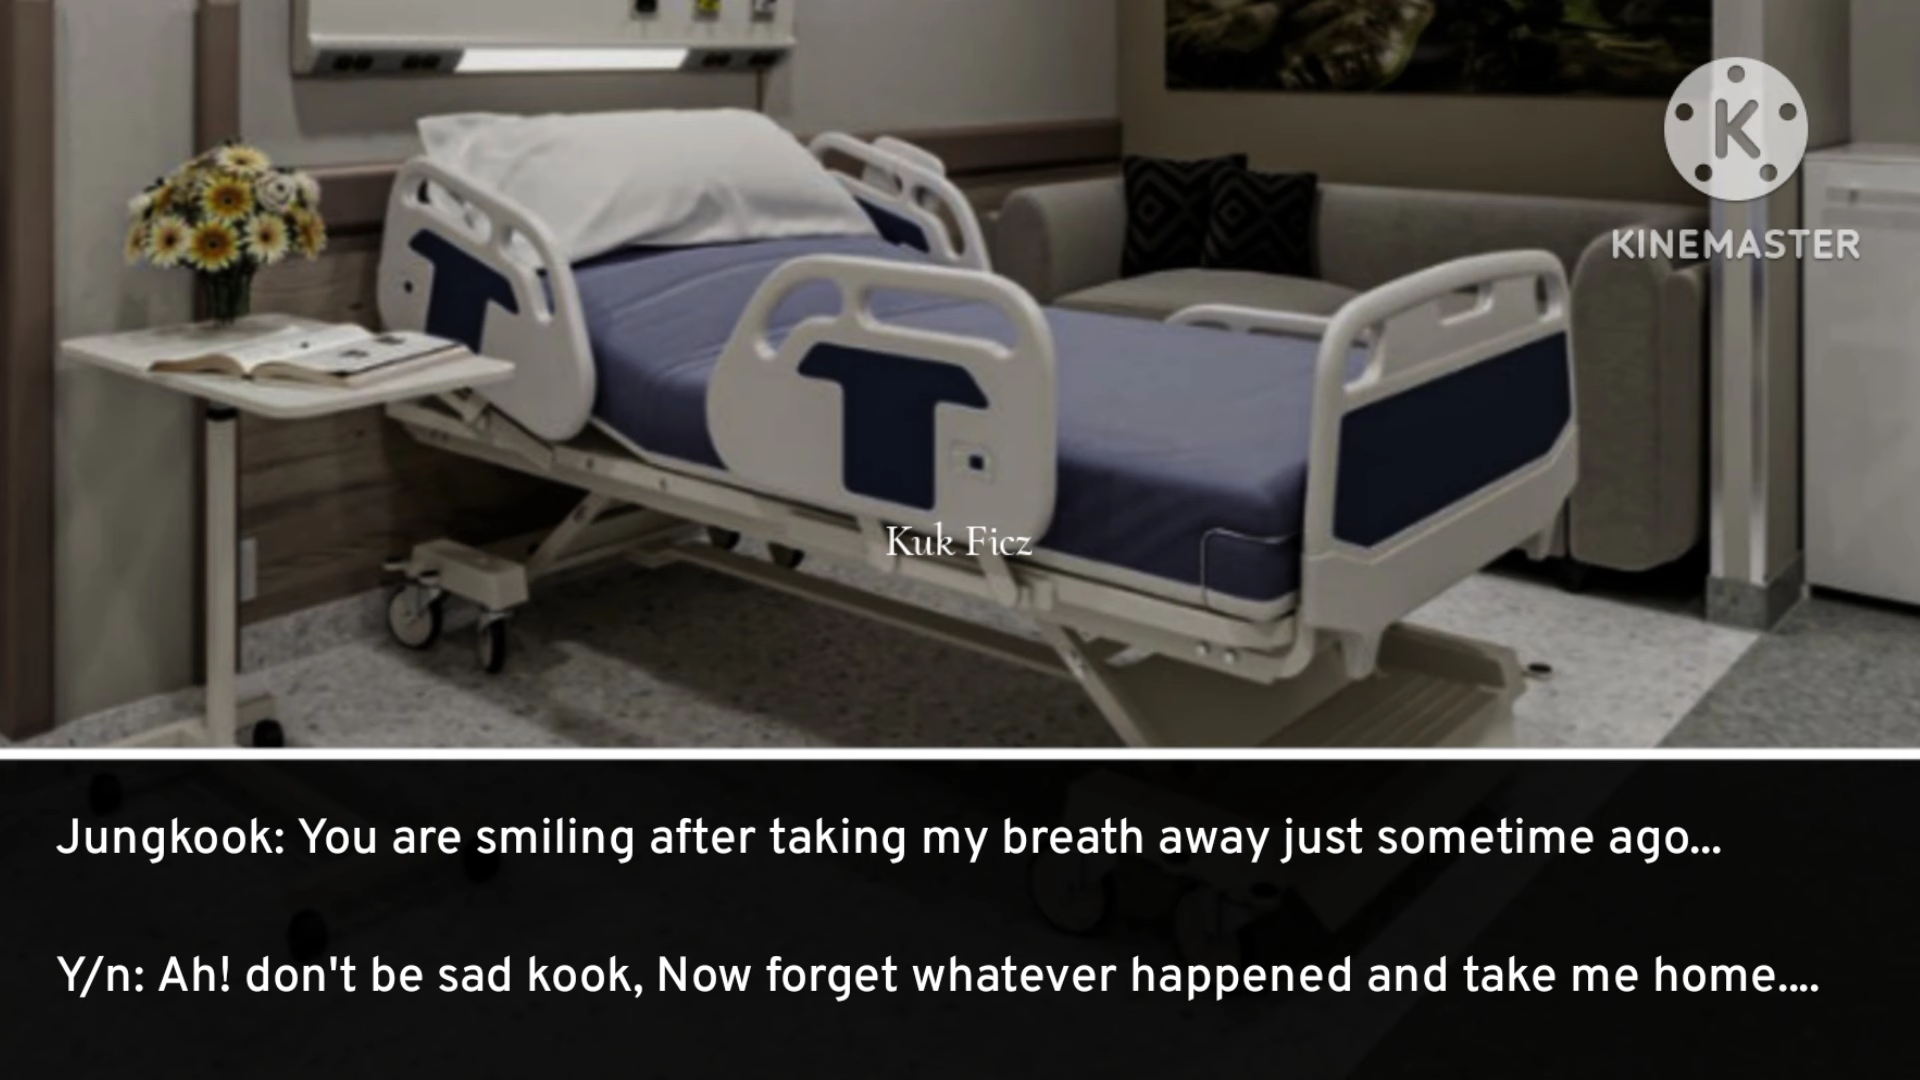 K
KINEMASTER
Kuk Ficz
Jungkook: You are smiling after taking my breath away just sometime ago...
Y/n: Ah! don't be sad kook, Now forget whatever happened and take me home....